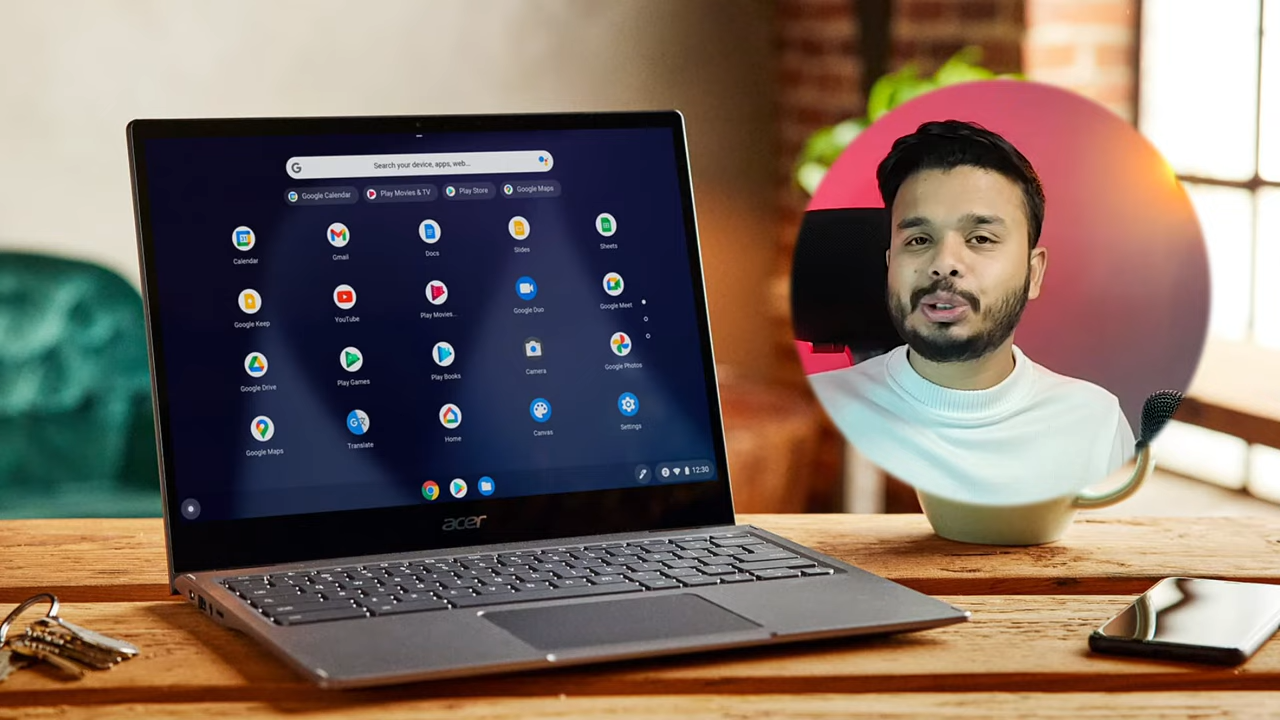 Search your device, apps, web...
Google Calendar Play Movies & TV Play Store Google Maps
Calendar Gmail Docs Slides Sheets
Google Keep YouTube Play Movies... Google Duo Google Meet
Google Drive Play Games Play Books Camera Google Photos
Google Maps Translate Home Canvas Settings
12:30
acer